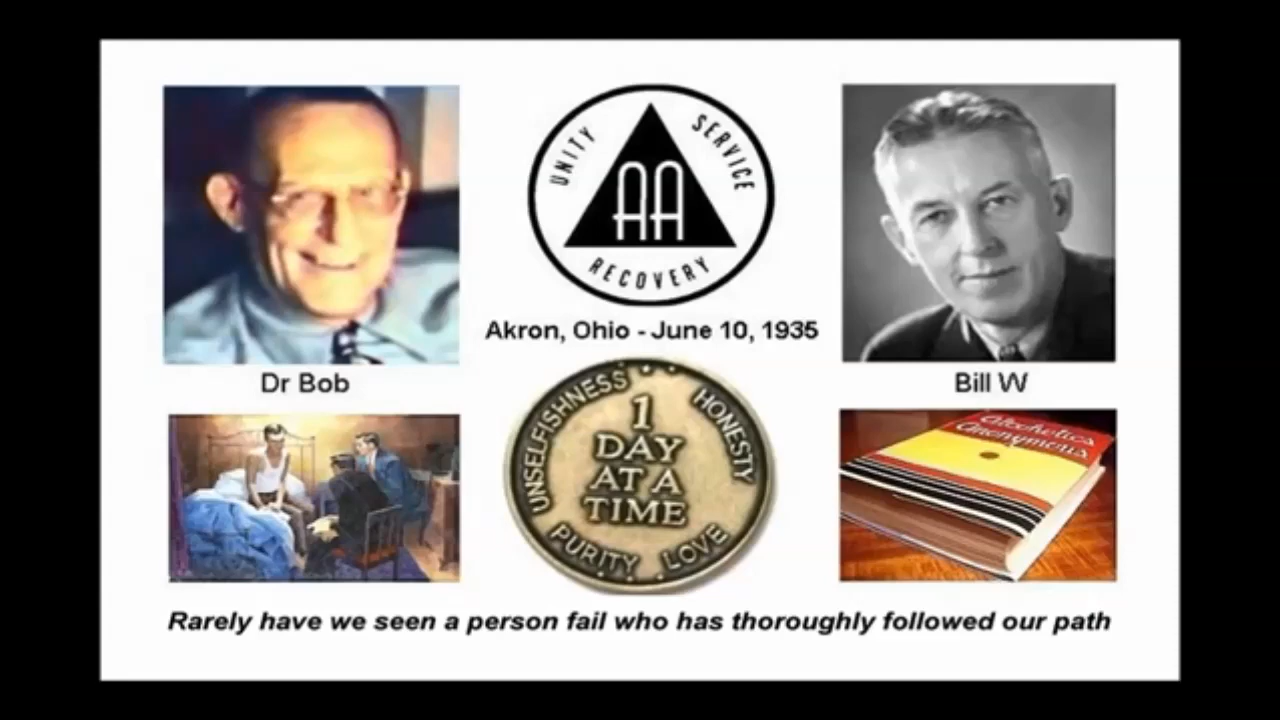 UNITY
SERVICE
AA
RECOVERY
Akron, Ohio - June 10, 1935
Dr Bob
Bill W
UNSELFISHNESS
HONESTY
1
DAY
AT A
TIME
PURITY
LOVE
Alcoholics
Anonymous
Rarely have we seen a person fail who has thoroughly followed our path